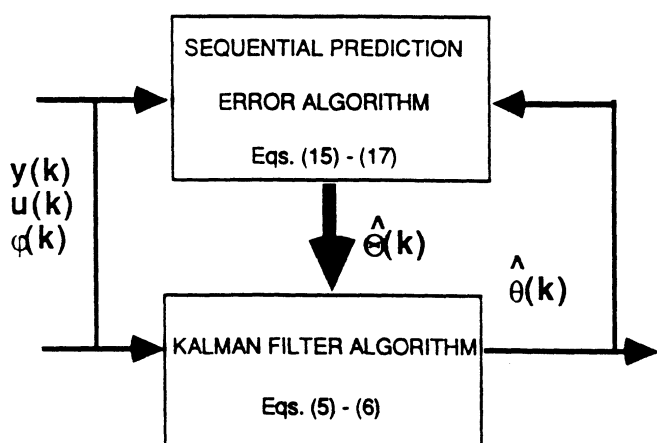 SEQUENTIAL PREDICTION
ERROR ALGORITHM
Eqs. (15) - (17)
y(k)
u(k)
φ(k)
Θ̂(k)
θ̂(k)
KALMAN FILTER ALGORITHM
Eqs. (5) - (6)